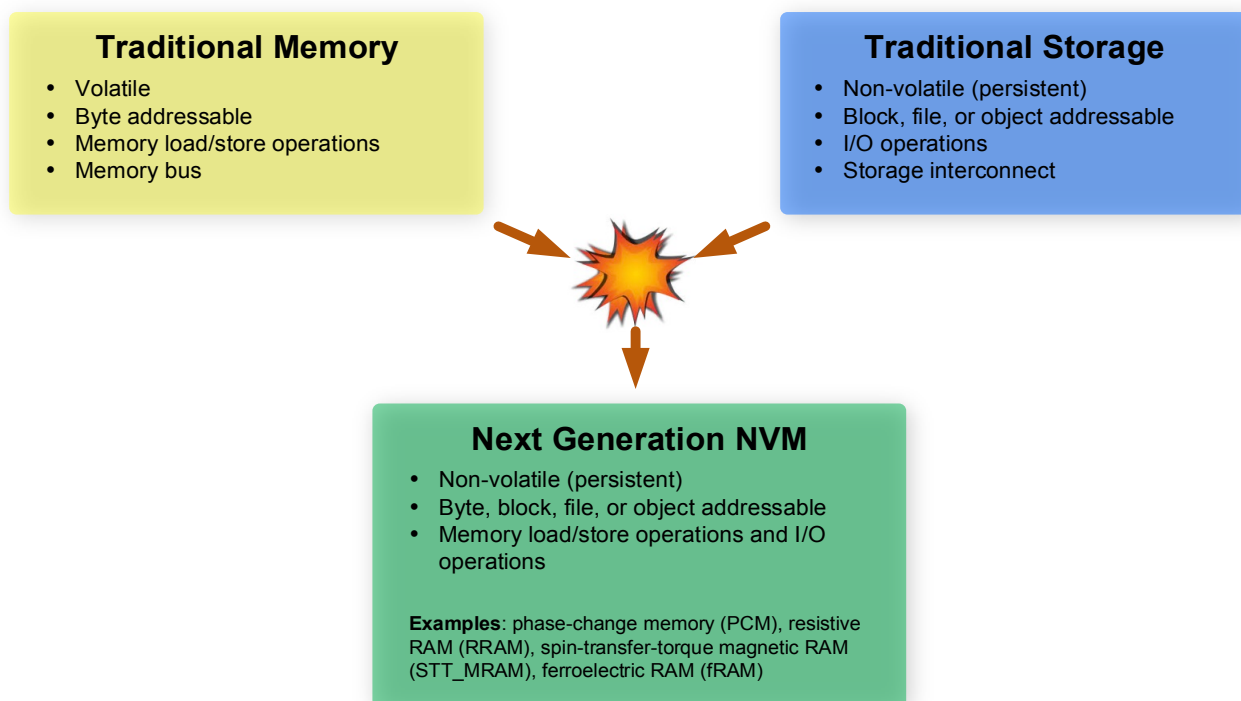 Traditional Memory
• Volatile
• Byte addressable
• Memory load/store operations
• Memory bus
Traditional Storage
• Non-volatile (persistent)
• Block, file, or object addressable
• I/O operations
• Storage interconnect
Next Generation NVM
• Non-volatile (persistent)
• Byte, block, file, or object addressable
• Memory load/store operations and I/O
operations
Examples: phase-change memory (PCM), resistive
RAM (RRAM), spin-transfer-torque magnetic RAM
(STT_MRAM), ferroelectric RAM (fRAM)